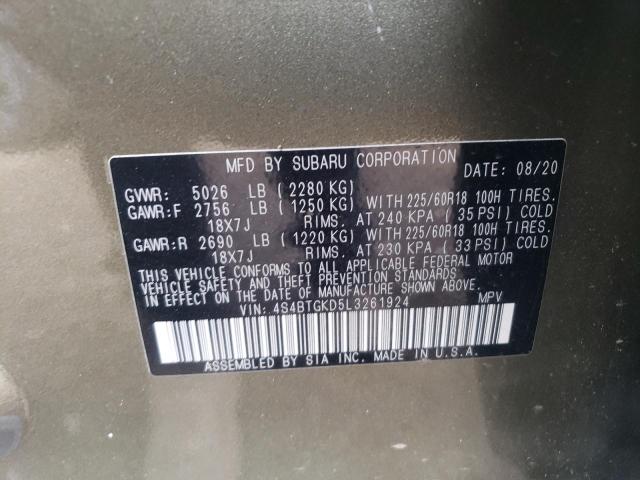 MFD BY SUBARU CORPORATION DATE: 08/20
GVWR: 5026 LB (2280 KG)
GAWR:F 2756 LB (1250 KG) WITH 225/60R18 100H TIRES.
18X7J RIMS. AT 240 KPA ( 35 PSI) COLD
GAWR:R 2690 LB (1220 KG) WITH 225/60R18 100H TIRES.
18X7J RIMS. AT 230 KPA ( 33 PSI) COLD
THIS VEHICLE CONFORMS TO ALL APPLICABLE FEDERAL MOTOR
VEHICLE SAFETY AND THEFT PREVENTION STANDARDS
IN EFFECT ON THE DATE OF MANUFACTURE SHOWN ABOVE.
VIN: 4S4BTGKD5L3261924 MPV
ASSEMBLED BY SIA INC. MADE IN U.S.A.